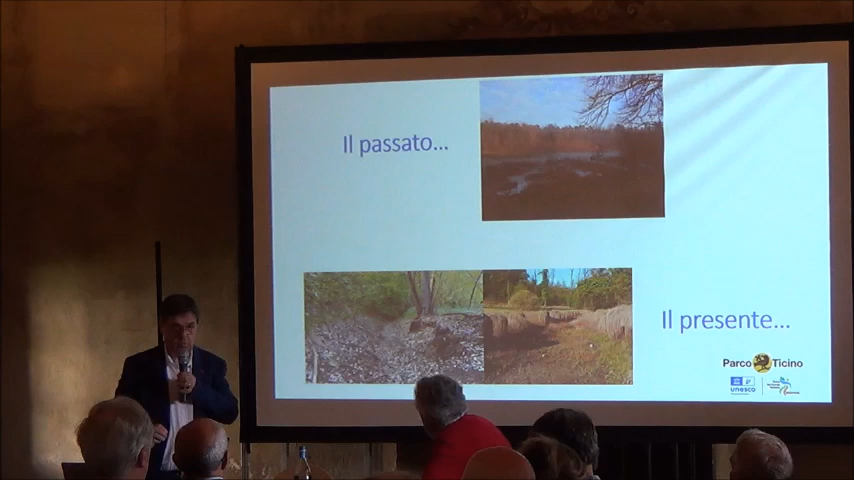 Il passato...
Il presente...
Parco Ticino
unesco